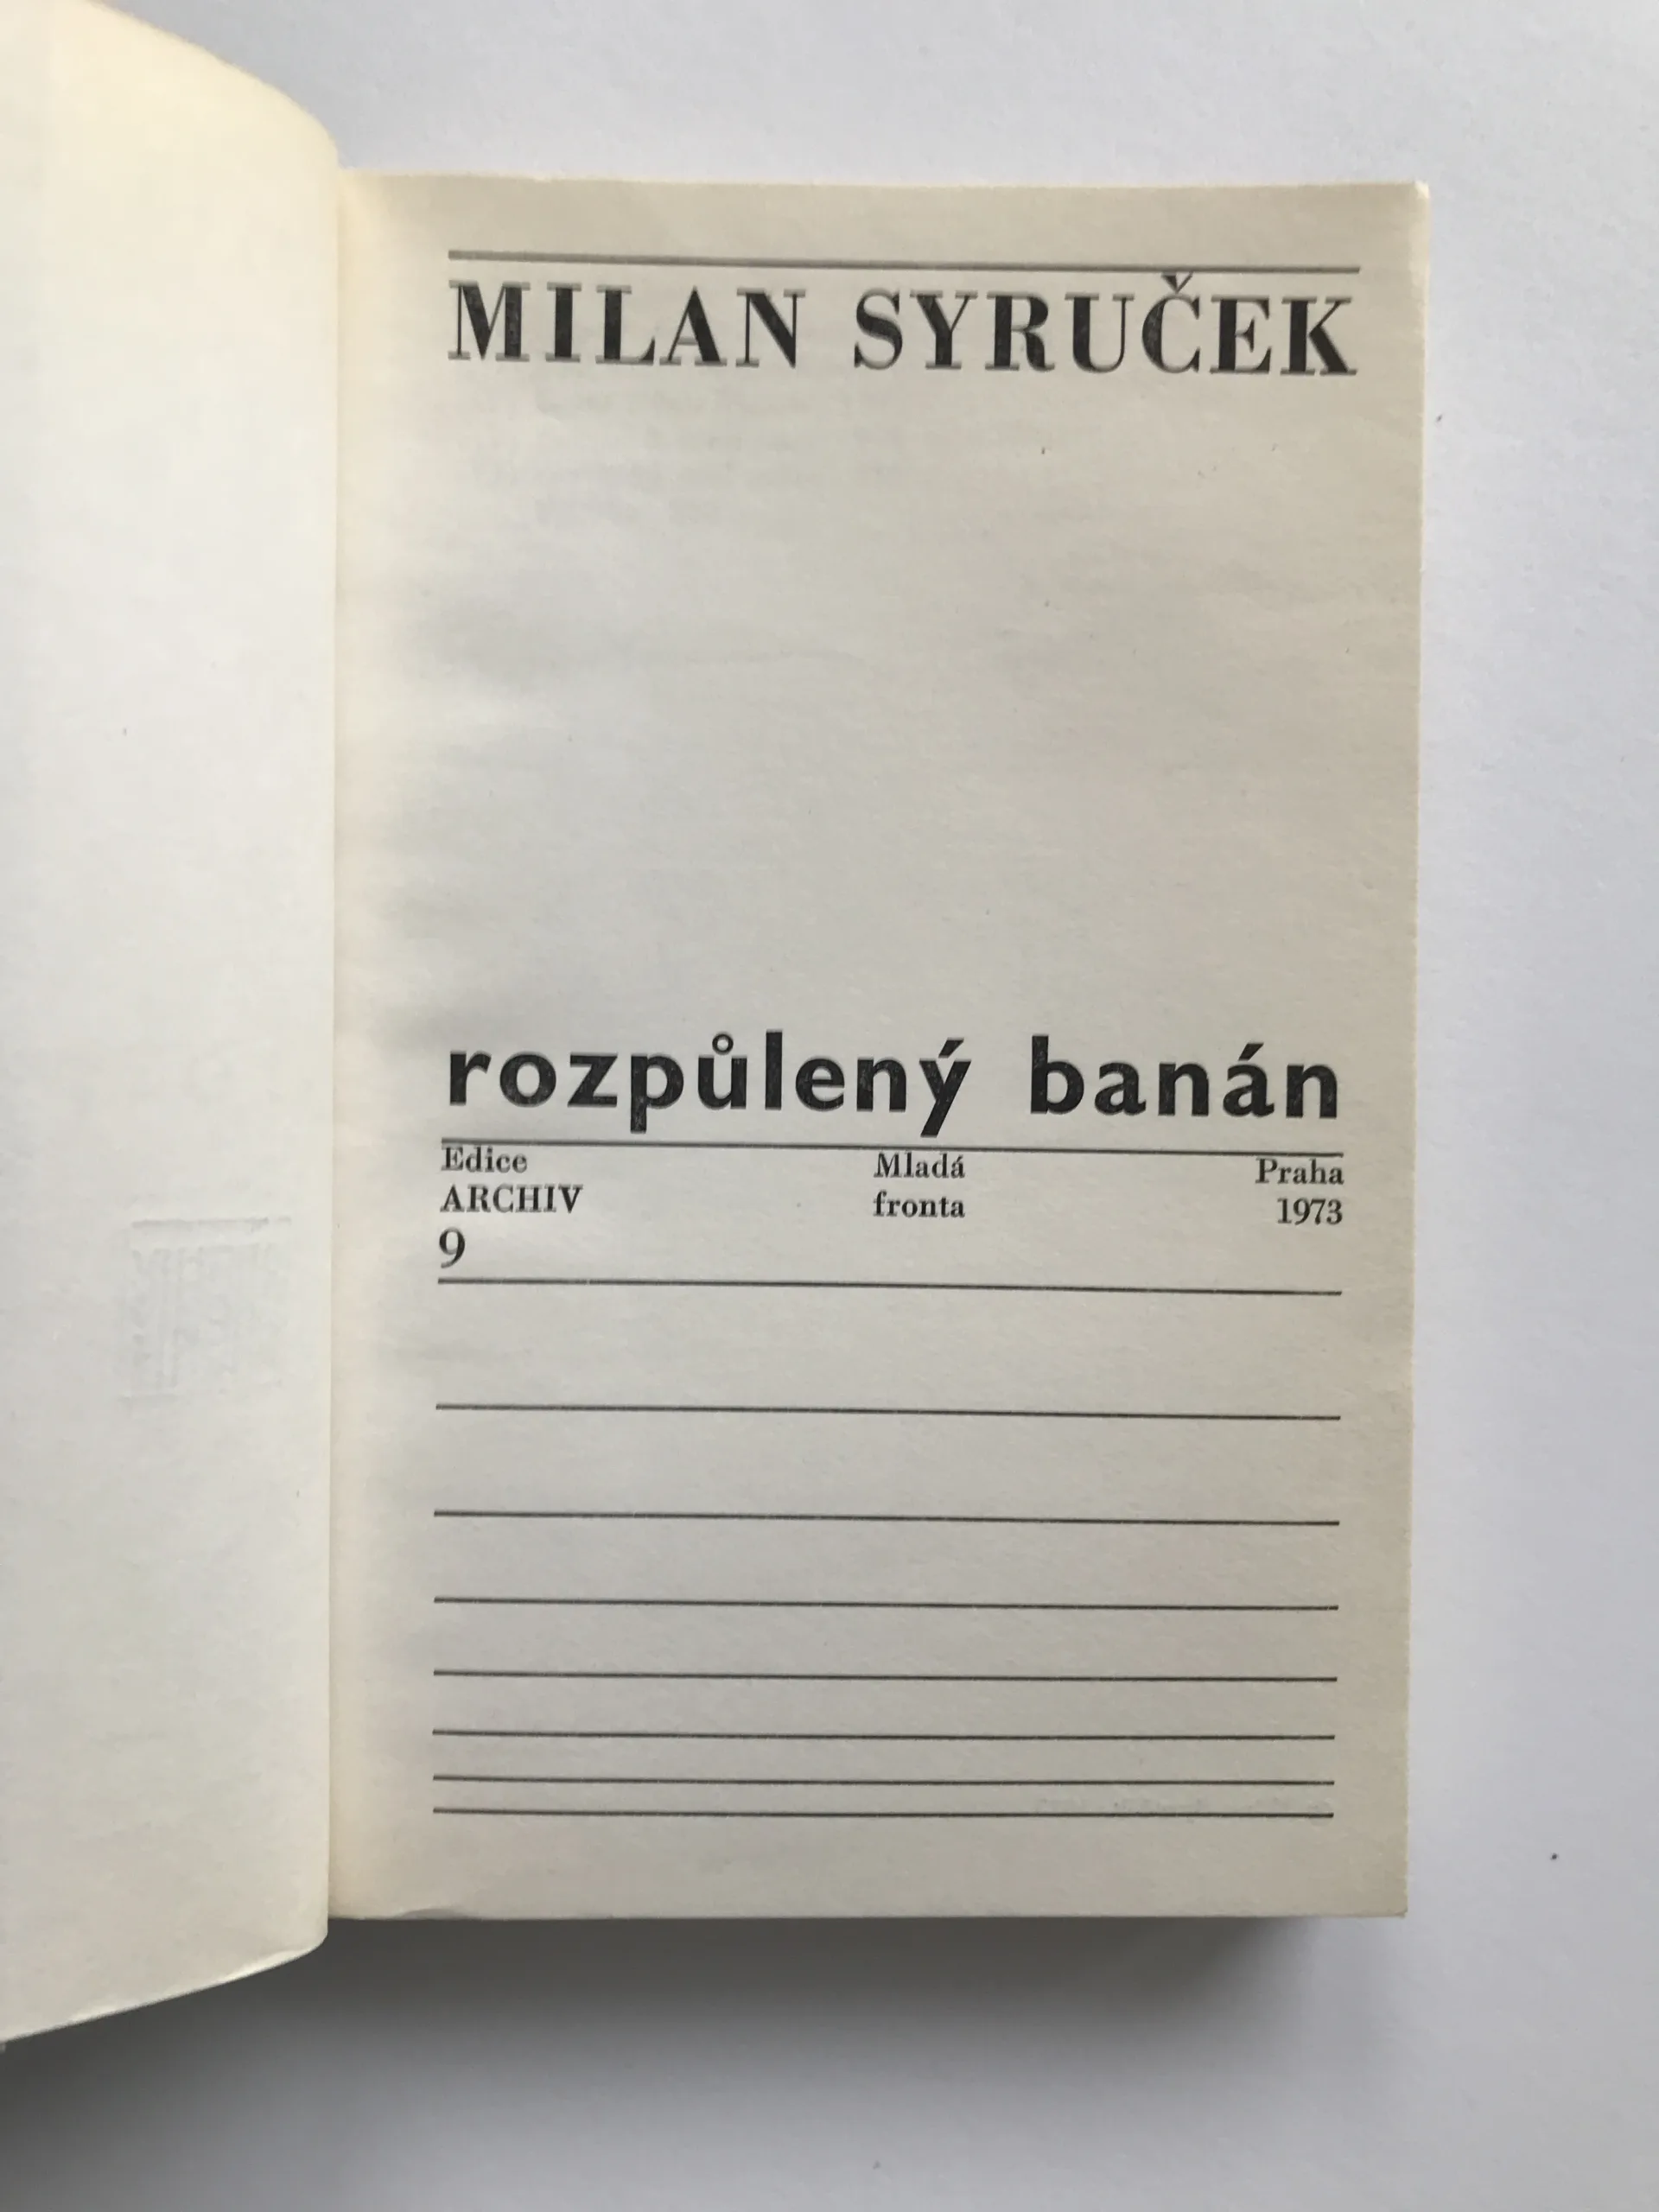 MILAN SYRUČEK
rozpůlený banán
Edice
ARCHIV
9
Mladá
fronta
Praha
1973